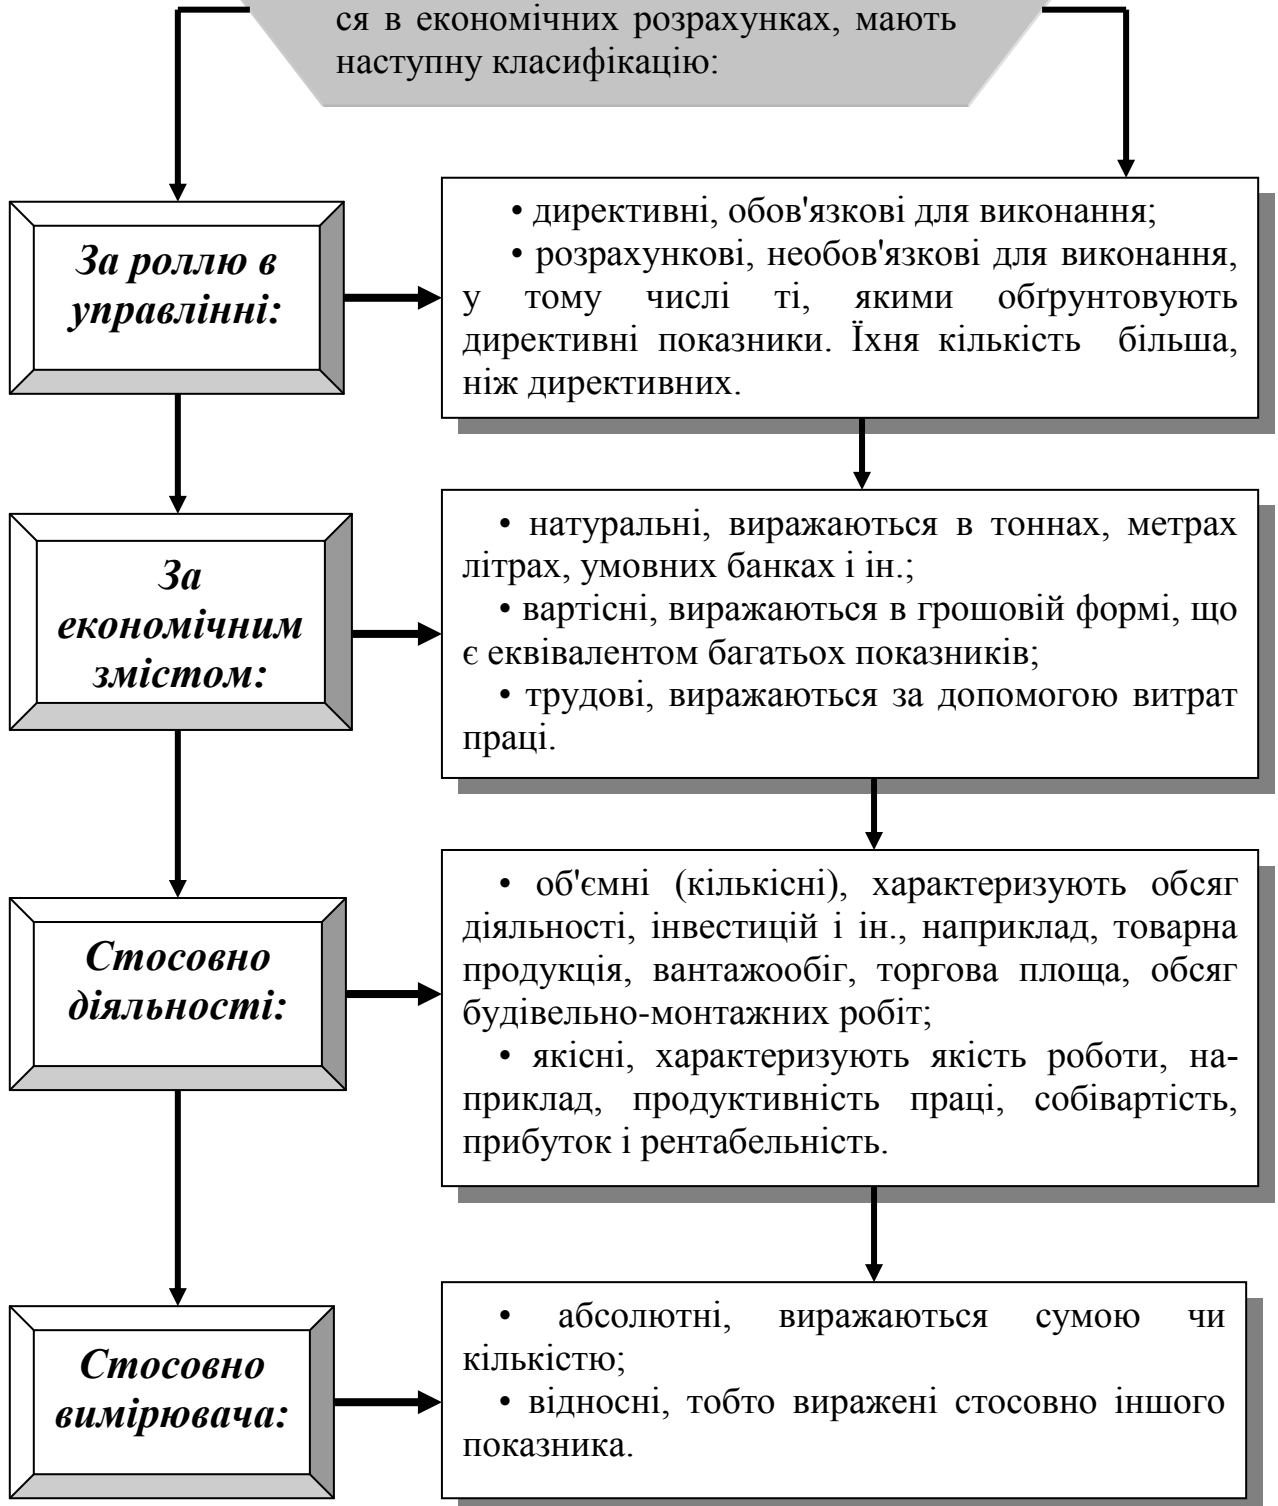 ся в економічних розрахунках, мають
наступну класифікацію:
За роллю в
управлінні:
• директивні, обов'язкові для виконання;
• розрахункові, необов'язкові для виконання,
у тому числі ті, якими обґрунтовують
директивні показники. Їхня кількість більша,
ніж директивних.
За
економічним
змістом:
• натуральні, виражаються в тоннах, метрах
літрах, умовних банках і ін.;
• вартісні, виражаються в грошовій формі, що
є еквівалентом багатьох показників;
• трудові, виражаються за допомогою витрат
праці.
Стосовно
діяльності:
• об'ємні (кількісні), характеризують обсяг
діяльності, інвестицій і ін., наприклад, товарна
продукція, вантажообіг, торгова площа, обсяг
будівельно-монтажних робіт;
• якісні, характеризують якість роботи, на-
приклад, продуктивність праці, собівартість,
прибуток і рентабельність.
Стосовно
вимірювача:
• абсолютні, виражаються сумою чи
кількістю;
• відносні, тобто виражені стосовно іншого
показника.